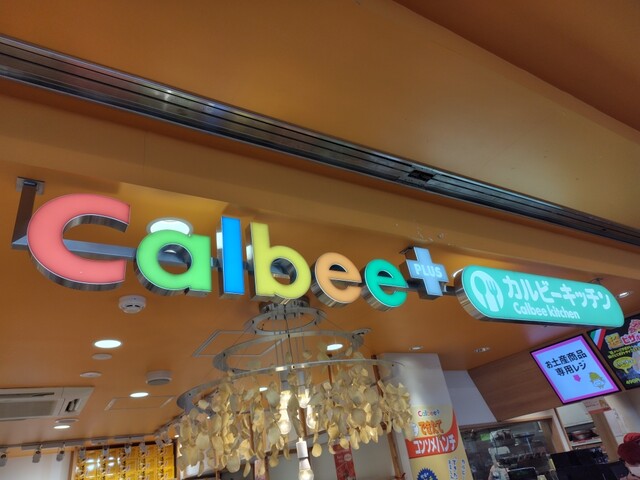 Calbee
PLUS
カルビーキッチン
Calbee kitchen
お土産商品
専用レジ
Calbee
コンソメパンチ